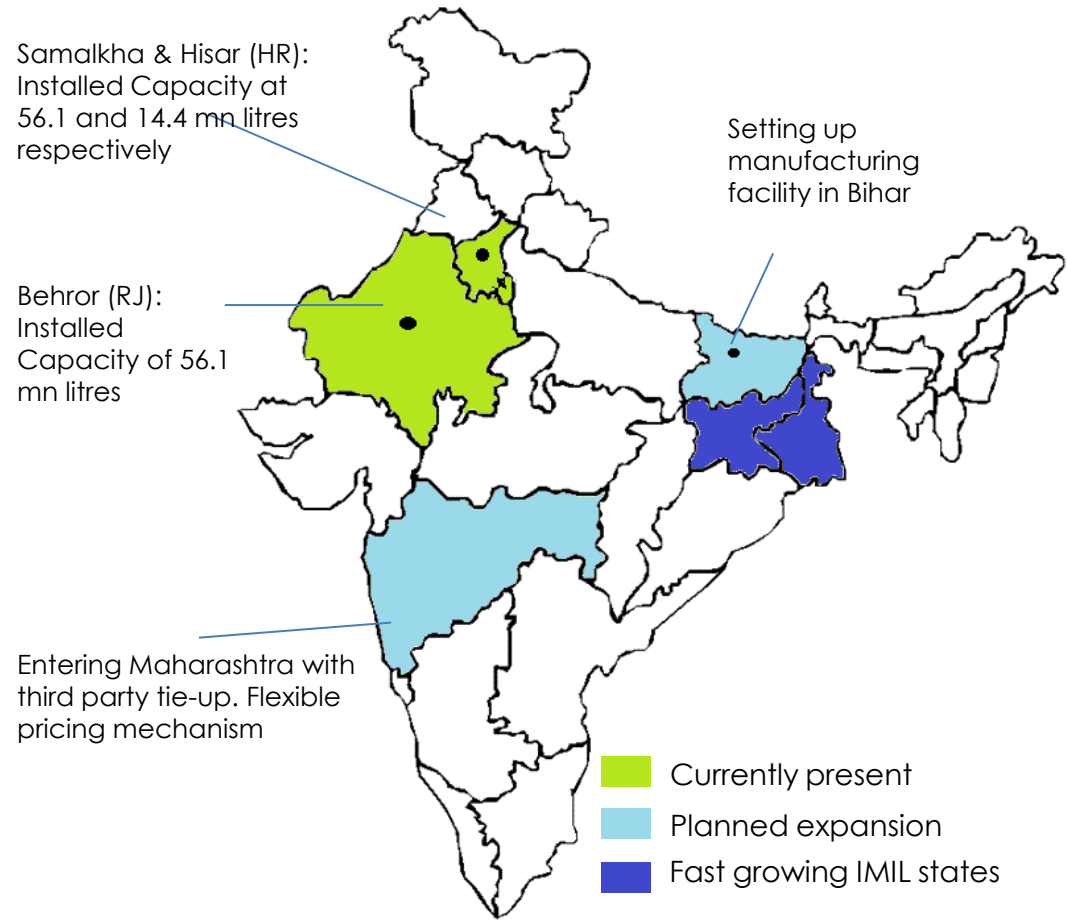 Samalkha & Hisar (HR):
Installed Capacity at
56.1 and 14.4 mn litres
respectively
Setting up
manufacturing
facility in Bihar
Behror (RJ):
Installed
Capacity of 56.1
mn litres
Entering Maharashtra with
third party tie-up. Flexible
pricing mechanism
Currently present
Planned expansion
Fast growing IMIL states